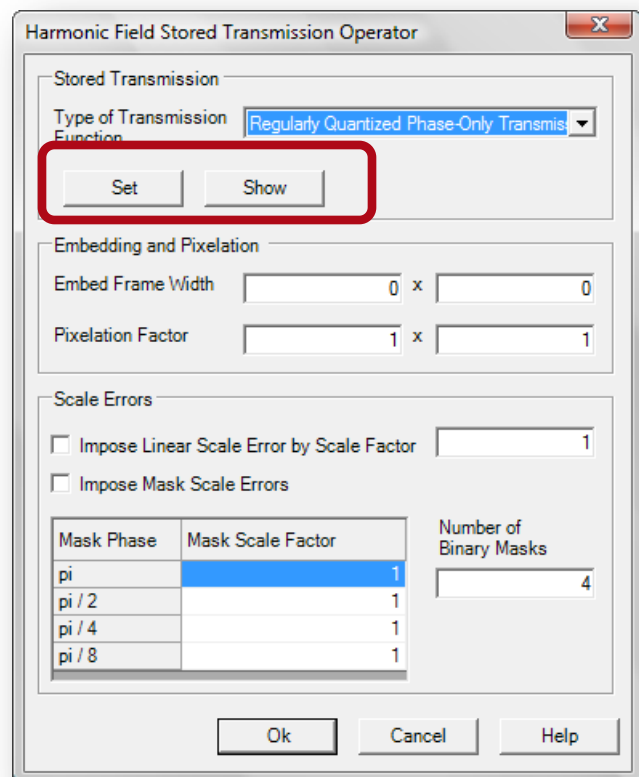 Harmonic Field Stored Transmission Operator
Stored Transmission
Type of Transmission Function
Regularly Quantized Phase-Only Transmis
Set Show
Embedding and Pixelation
Embed Frame Width 0 x 0
Pixelation Factor 1 x 1
Scale Errors
Impose Linear Scale Error by Scale Factor 1
Impose Mask Scale Errors
Mask Phase Mask Scale Factor
pi 1
pi / 2 1
pi / 4 1
pi / 8 1
Number of
Binary Masks
4
Ok Cancel Help